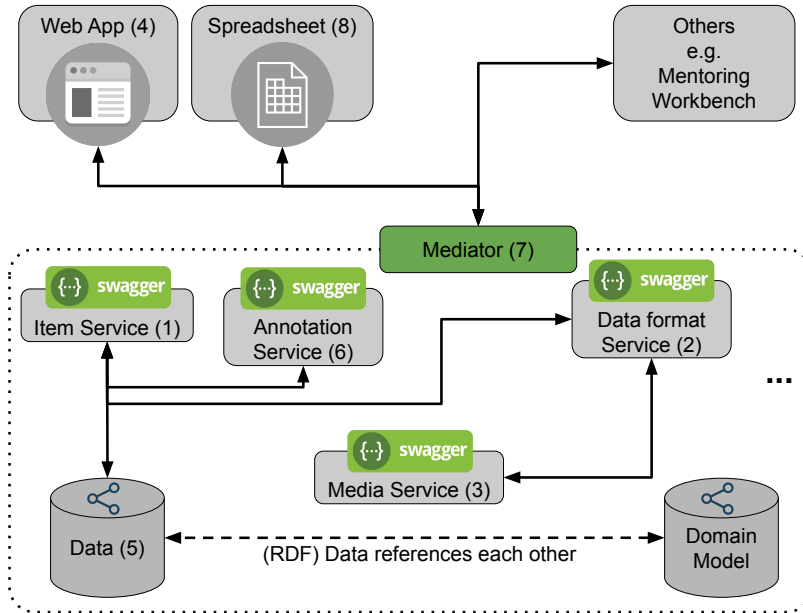 Web App (4)
Spreadsheet (8)
Others
e.g.
Mentoring
Workbench
Mediator (7)
{··} swagger
Item Service (1)
{··} swagger
Annotation
Service (6)
{··} swagger
Data format
Service (2)
...
{··} swagger
Media Service (3)
Data (5)
(RDF) Data references each other
Domain
Model